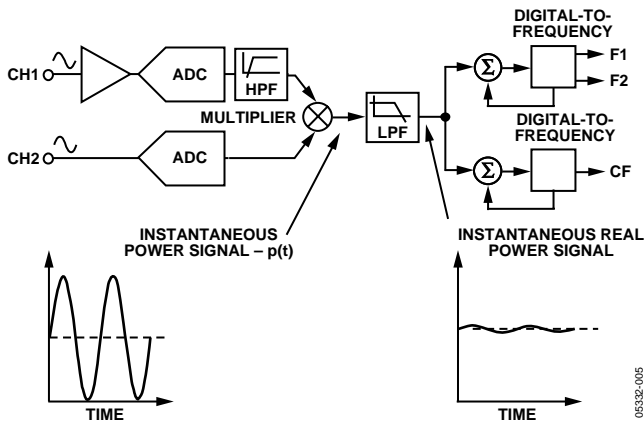 DIGITAL-TO-
FREQUENCY
F1
F2
CH1
ADC
HPF
MULTIPLIER
Σ
LPF
DIGITAL-TO-
FREQUENCY
CH2
ADC
Σ
CF
INSTANTANEOUS
POWER SIGNAL – p(t)
INSTANTANEOUS REAL
POWER SIGNAL
TIME
TIME
05332-005